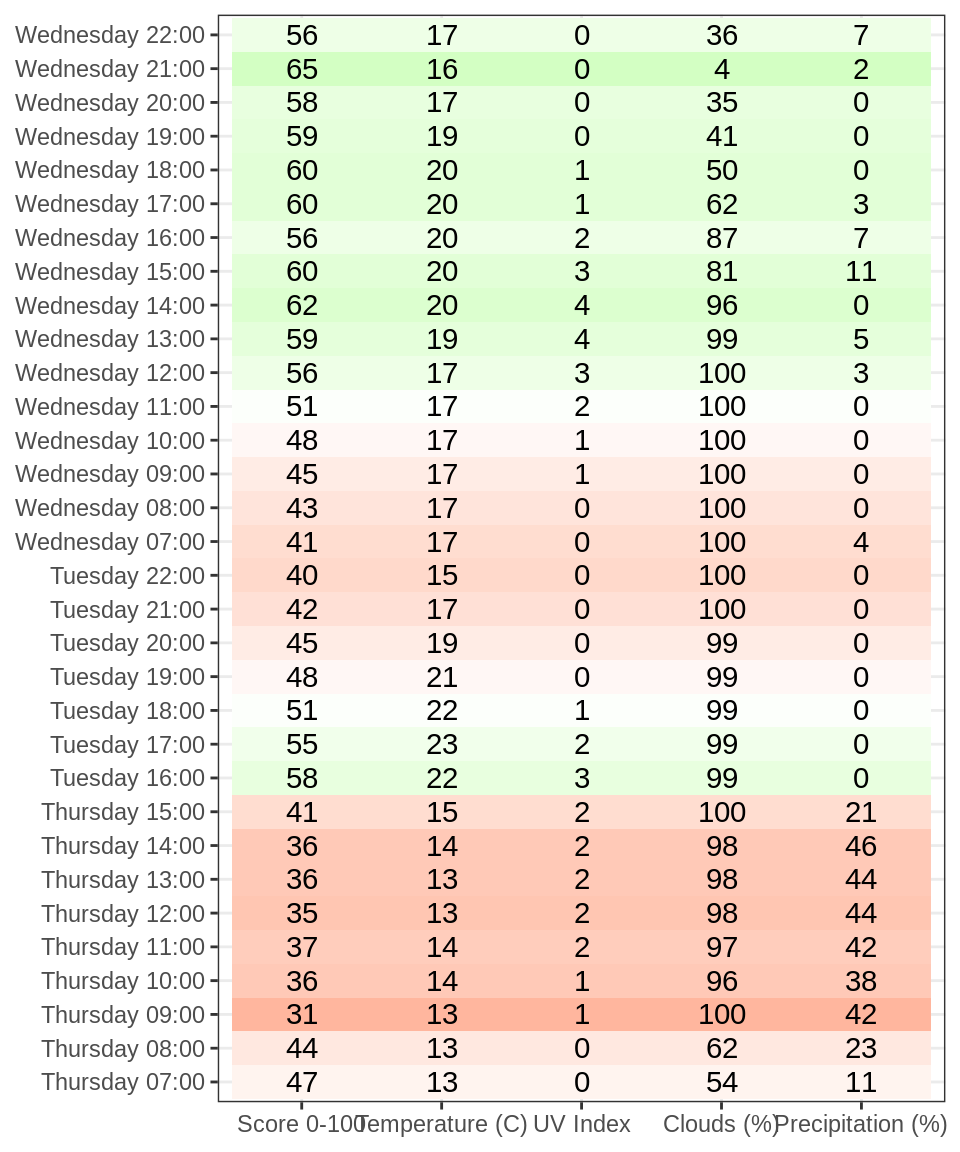 Wednesday 22:00 56 17 0 36 7
Wednesday 21:00 65 16 0 4 2
Wednesday 20:00 58 17 0 35 0
Wednesday 19:00 59 19 0 41 0
Wednesday 18:00 60 20 1 50 0
Wednesday 17:00 60 20 1 62 3
Wednesday 16:00 56 20 2 87 7
Wednesday 15:00 60 20 3 81 11
Wednesday 14:00 62 20 4 96 0
Wednesday 13:00 59 19 4 99 5
Wednesday 12:00 56 17 3 100 3
Wednesday 11:00 51 17 2 100 0
Wednesday 10:00 48 17 1 100 0
Wednesday 09:00 45 17 1 100 0
Wednesday 08:00 43 17 0 100 0
Wednesday 07:00 41 17 0 100 4
Tuesday 22:00 40 15 0 100 0
Tuesday 21:00 42 17 0 100 0
Tuesday 20:00 45 19 0 99 0
Tuesday 19:00 48 21 0 99 0
Tuesday 18:00 51 22 1 99 0
Tuesday 17:00 55 23 2 99 0
Tuesday 16:00 58 22 3 99 0
Thursday 15:00 41 15 2 100 21
Thursday 14:00 36 14 2 98 46
Thursday 13:00 36 13 2 98 44
Thursday 12:00 35 13 2 98 44
Thursday 11:00 37 14 2 97 42
Thursday 10:00 36 14 1 96 38
Thursday 09:00 31 13 1 100 42
Thursday 08:00 44 13 0 62 23
Thursday 07:00 47 13 0 54 11
Score 0-100 Temperature (C) UV Index Clouds (%) Precipitation (%)